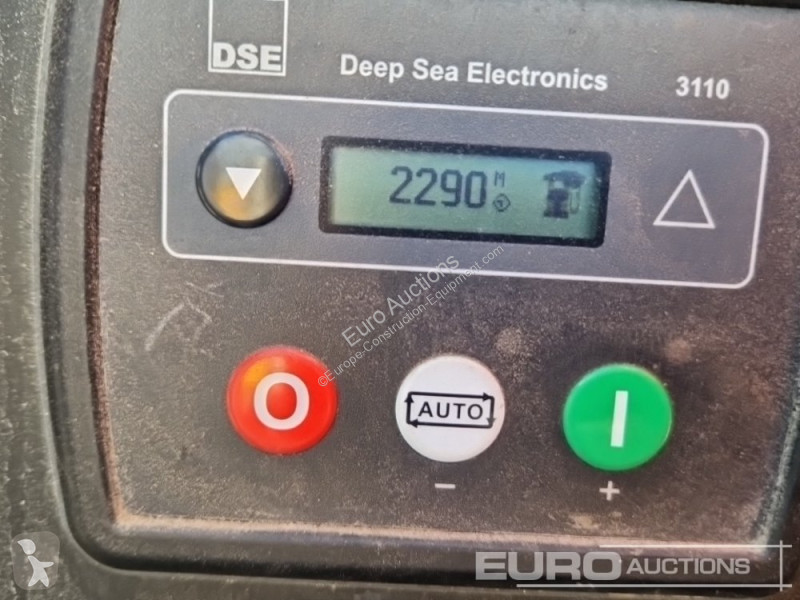 DSE
Deep Sea Electronics 3110
2290 M
Euro Auctions
©Europe-Construction-Equipment.com
O
AUTO
I
- +
EURO AUCTIONS